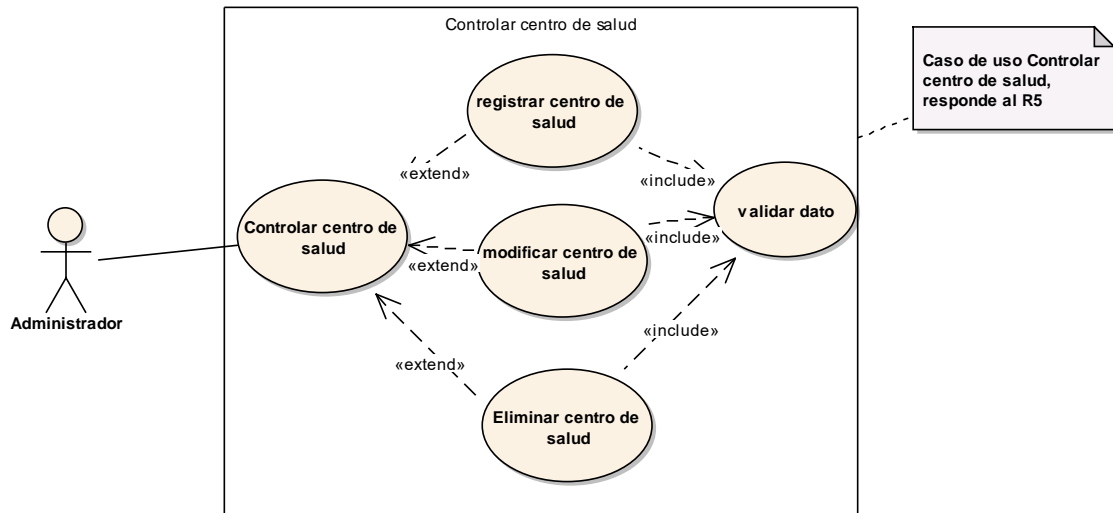 Controlar centro de salud
Caso de uso Controlar
centro de salud,
responde al R5
registrar centro de
salud
«extend»
«include»
Controlar centro de
salud
validar dato
modificar centro de
salud
«extend»
«include»
Administrador
«extend»
«include»
Eliminar centro de
salud